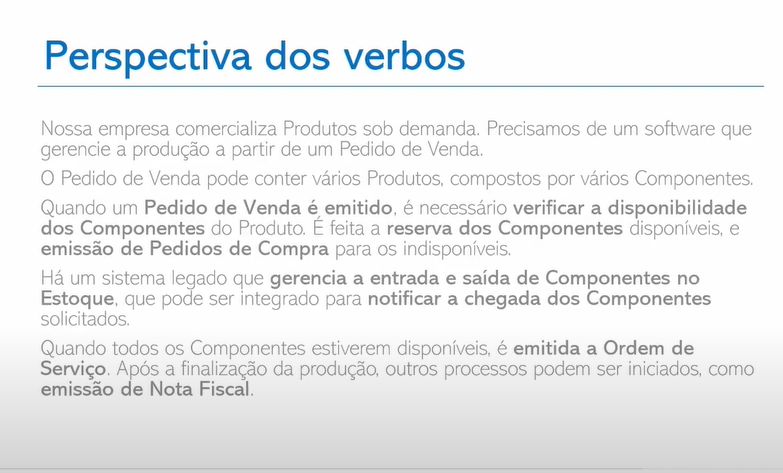 Perspectiva dos verbos
Nossa empresa comercializa Produtos sob demanda. Precisamos de um software que
gerencie a produção a partir de um Pedido de Venda.
O Pedido de Venda pode conter vários Produtos, compostos por vários Componentes.
Quando um Pedido de Venda é emitido, é necessário verificar a disponibilidade
dos Componentes do Produto. É feita a reserva dos Componentes disponíveis, e
emissão de Pedidos de Compra para os indisponíveis.
Há um sistema legado que gerencia a entrada e saída de Componentes no
Estoque, que pode ser integrado para notificar a chegada dos Componentes
solicitados.
Quando todos os Componentes estiverem disponíveis, é emitida a Ordem de
Serviço. Após a finalização da produção, outros processos podem ser iniciados, como
emissão de Nota Fiscal.